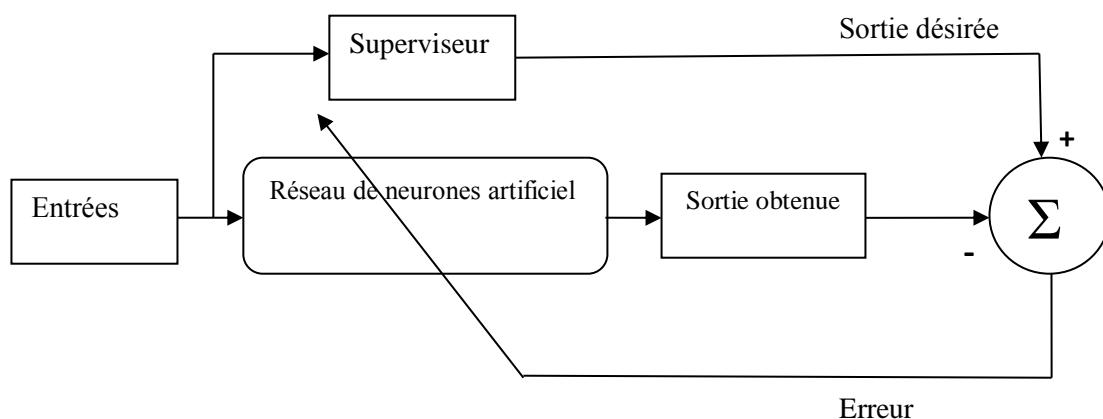 Superviseur
Sortie désirée
+
Entrées
Réseau de neurones artificiel
Sortie obtenue
Σ
-
Erreur